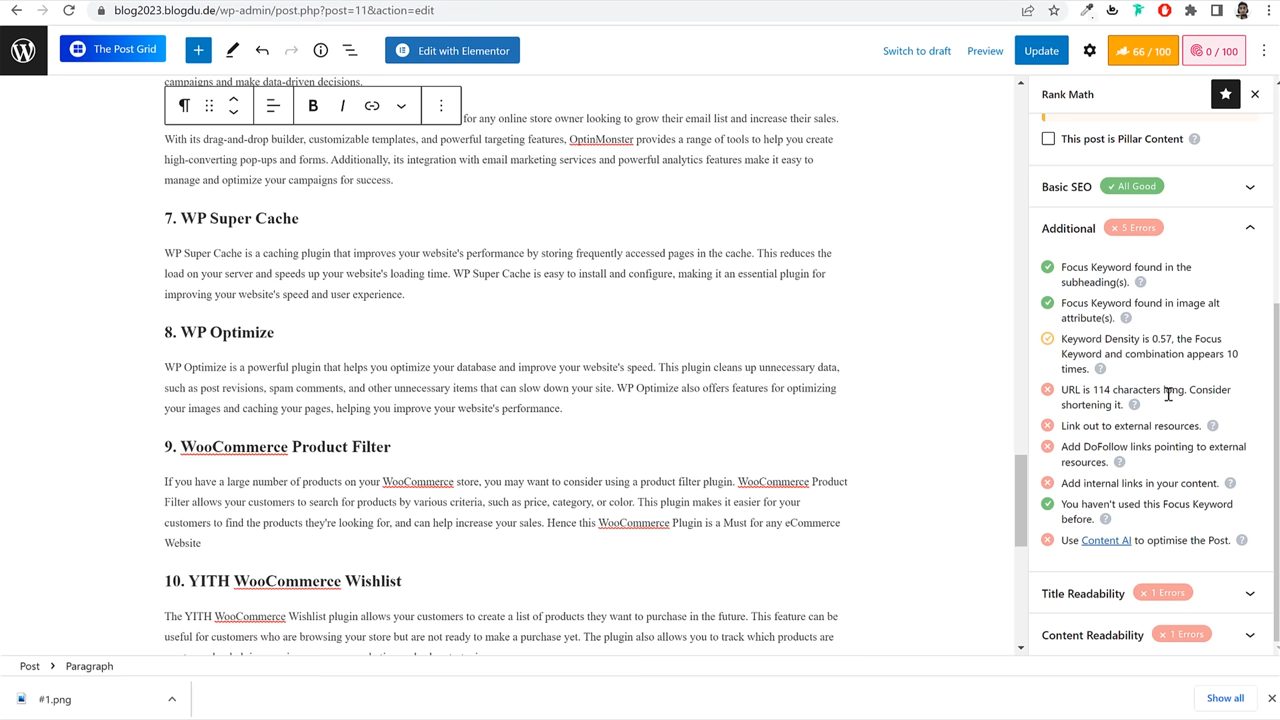 blog2023.blogdu.de/wp-admin/post.php?post=11&action=edit
The Post Grid
Edit with Elementor
Switch to draft
Preview
Update
66 / 100
0 / 100
campaigns and make data-driven decisions.
B I
for any online store owner looking to grow their email list and increase their sales.
With its drag-and-drop builder, customizable templates, and powerful targeting features, OptinMonster provides a range of tools to help you create
high-converting pop-ups and forms. Additionally, its integration with email marketing services and powerful analytics features make it easy to
manage and optimize your campaigns for success.
7. WP Super Cache
WP Super Cache is a caching plugin that improves your website's performance by storing frequently accessed pages in the cache. This reduces the
load on your server and speeds up your website's loading time. WP Super Cache is easy to install and configure, making it an essential plugin for
improving your website's speed and user experience.
8. WP Optimize
WP Optimize is a powerful plugin that helps you optimize your database and improve your website's speed. This plugin cleans up unnecessary data,
such as post revisions, spam comments, and other unnecessary items that can slow down your site. WP Optimize also offers features for optimizing
your images and caching your pages, helping you improve your website's performance.
9. WooCommerce Product Filter
If you have a large number of products on your WooCommerce store, you may want to consider using a product filter plugin. WooCommerce Product
Filter allows your customers to search for products by various criteria, such as price, category, or color. This plugin makes it easier for your
customers to find the products they're looking for, and can help increase your sales. Hence this WooCommerce Plugin is a Must for any eCommerce
Website
10. YITH WooCommerce Wishlist
The YITH WooCommerce Wishlist plugin allows your customers to create a list of products they want to purchase in the future. This feature can be
useful for customers who are browsing your store but are not ready to make a purchase yet. The plugin also allows you to track which products are
Rank Math
This post is Pillar Content
Basic SEO
All Good
Additional
× 5 Errors
Focus Keyword found in the
subheading(s).
Focus Keyword found in image alt
attribute(s).
Keyword Density is 0.57, the Focus
Keyword and combination appears 10
times.
URL is 114 characters long. Consider
shortening it.
Link out to external resources.
Add DoFollow links pointing to external
resources.
Add internal links in your content.
You haven't used this Focus Keyword
before.
Use Content AI to optimise the Post.
Title Readability
× 1 Errors
Content Readability
× 1 Errors
Post
Paragraph
#1.png
Show all